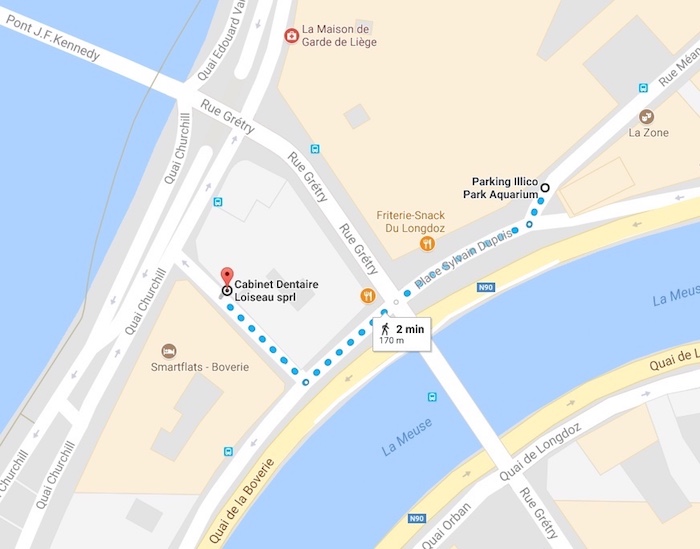 Pont J.F.Kennedy
Quai Edouard Van
La Maison de
Garde de Liège
Rue Méan
Rue Grétry
Quai Churchill
La Zone
Rue Grétry
Parking Illico
Park Aquarium
Friterie-Snack
Du Longdoz
Rue Grétry
Place Sylvain Dupuis
Quai Churchill
Cabinet Dentaire
Loiseau sprl
N90
La Meuse
2 min
170 m
Smartflats - Boverie
Quai de L
La Meuse
Quai de Longdoz
Quai Churchill
Quai Churchill
Quai de la Boverie
N90
Quai Orban
Rue Grétry